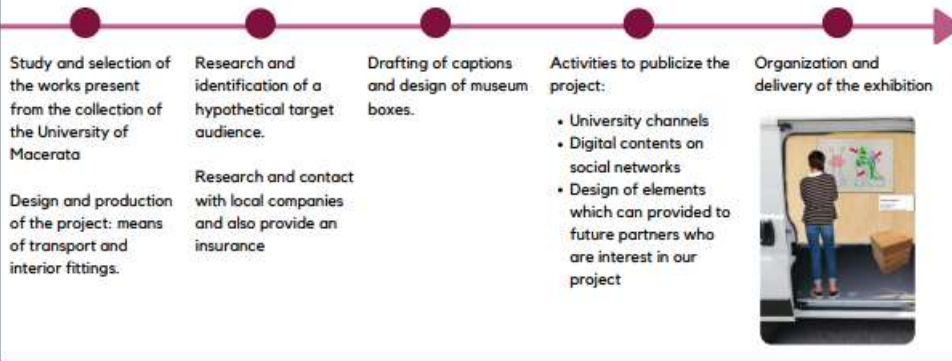 Study and selection of
the works present
from the collection of
the University of
Macerata
Design and production
of the project: means
of transport and
interior fittings.
Research and
identification of a
hypothetical target
audience.
Research and contact
with local companies
and also provide an
insurance
Drafting of captions
and design of museum
boxes.
Activities to publicize the
project:
• University channels
• Digital contents on
social networks
• Design of elements
which can provided to
future partners who
are interest in our
project
Organization and
delivery of the exhibition